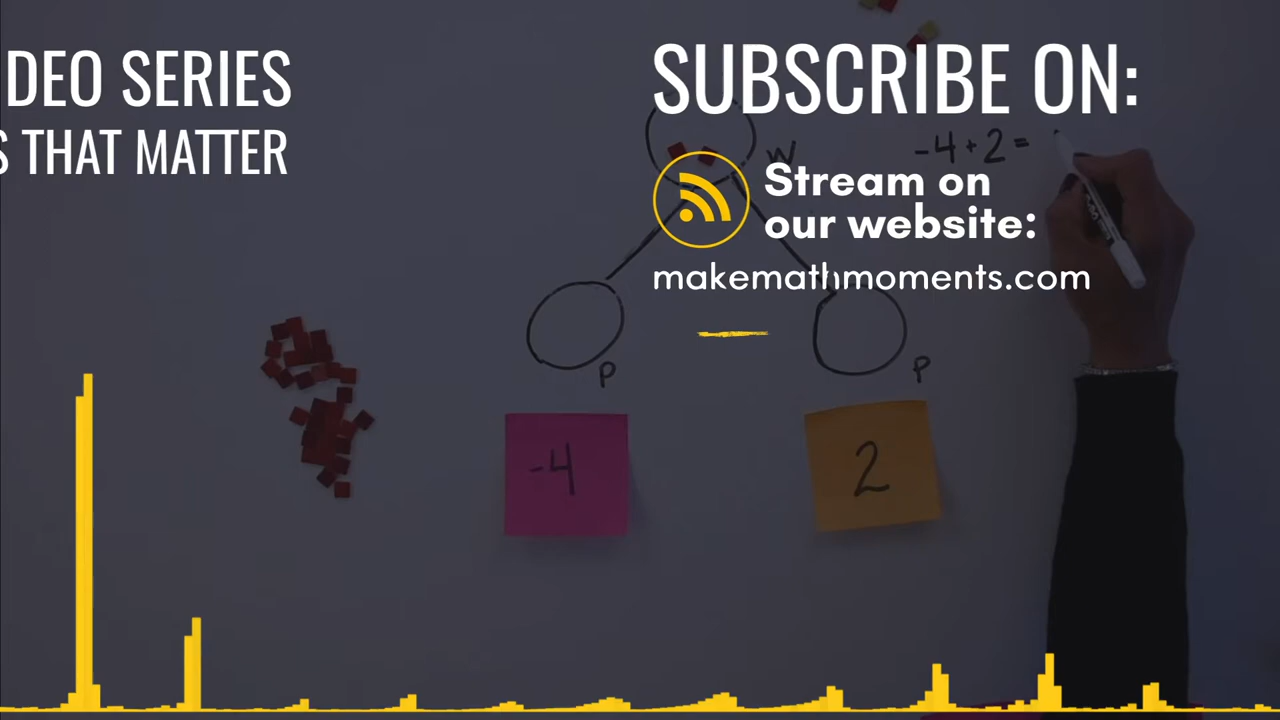 DEO SERIES
S THAT MATTER
SUBSCRIBE ON:
Stream on
our website:
makemathmoments.com
W
-4+2=
P
P
-4
2